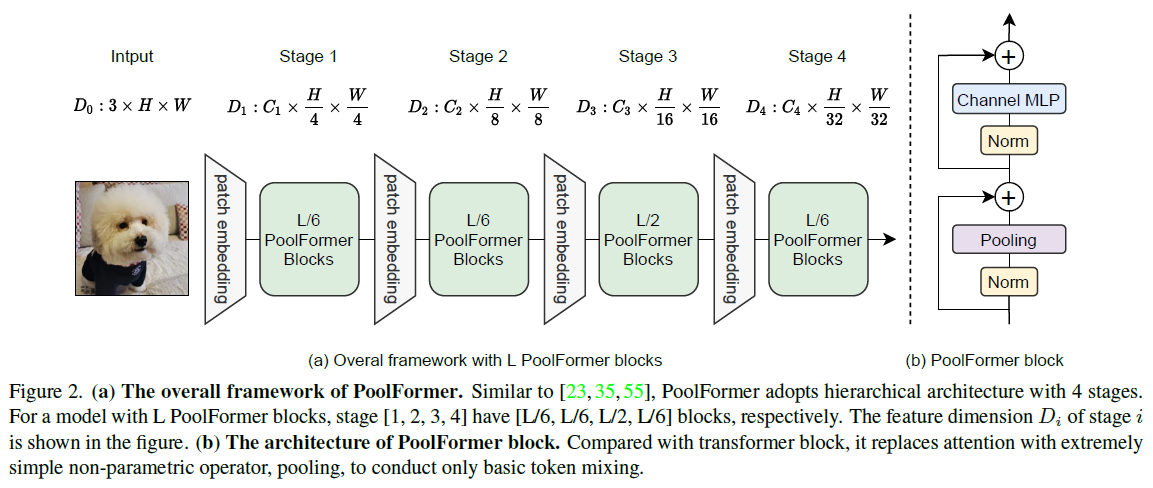 Intput
Stage 1
Stage 2
Stage 3
Stage 4
D₀ : 3 × H × W
D₁ : C₁ × H/4 × W/4
D₂ : C₂ × H/8 × W/8
D₃ : C₃ × H/16 × W/16
D₄ : C₄ × H/32 × W/32
patch embedding
L/6
PoolFormer
Blocks
patch embedding
L/6
PoolFormer
Blocks
patch embedding
L/2
PoolFormer
Blocks
patch embedding
L/6
PoolFormer
Blocks
(a) Overal framework with L PoolFormer blocks
+
Channel MLP
Norm
+
Pooling
Norm
(b) PoolFormer block
Figure 2. (a) The overall framework of PoolFormer. Similar to [23, 35, 55], PoolFormer adopts hierarchical architecture with 4 stages.
For a model with L PoolFormer blocks, stage [1, 2, 3, 4] have [L/6, L/6, L/2, L/6] blocks, respectively. The feature dimension Dᵢ of stage i
is shown in the figure. (b) The architecture of PoolFormer block. Compared with transformer block, it replaces attention with extremely
simple non-parametric operator, pooling, to conduct only basic token mixing.